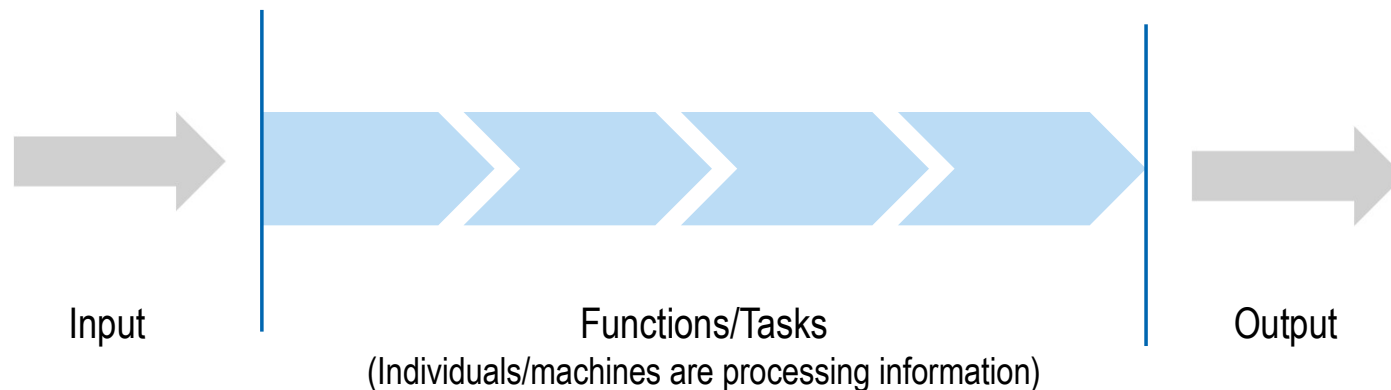 Input
Functions/Tasks
(Individuals/machines are processing information)
Output